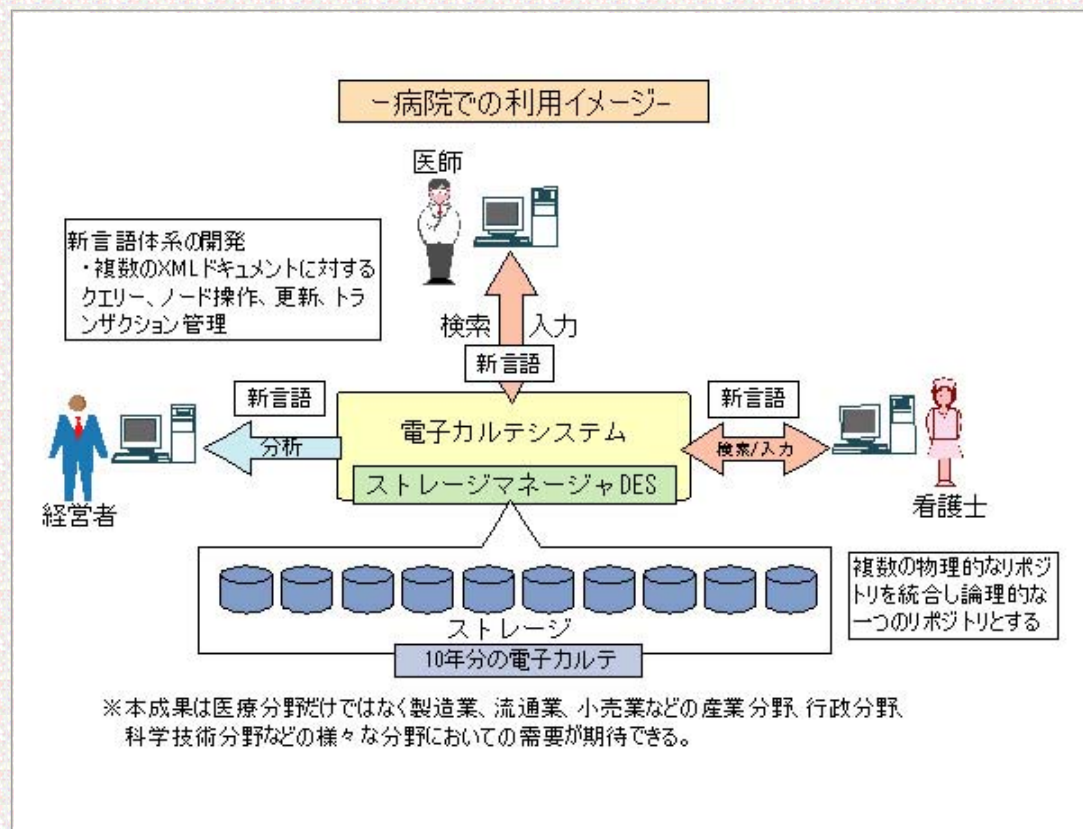 －病院での利用イメージ－
医師
新言語体系の開発
・複数のXMLドキュメントに対する
クエリー、ノード操作、更新、トラ
ンザクション管理
検索
入力
新言語
新言語
新言語
分析
電子カルテシステム
検索/入力
ストレージマネージャDES
経営者
看護士
複数の物理的なリポジ
トリを統合し論理的な
一つのリポジトリとする
ストレージ
10年分の電子カルテ
※本成果は医療分野だけではなく製造業、流通業、小売業などの産業分野、行政分野、
科学技術分野などの様々な分野においての需要が期待できる。